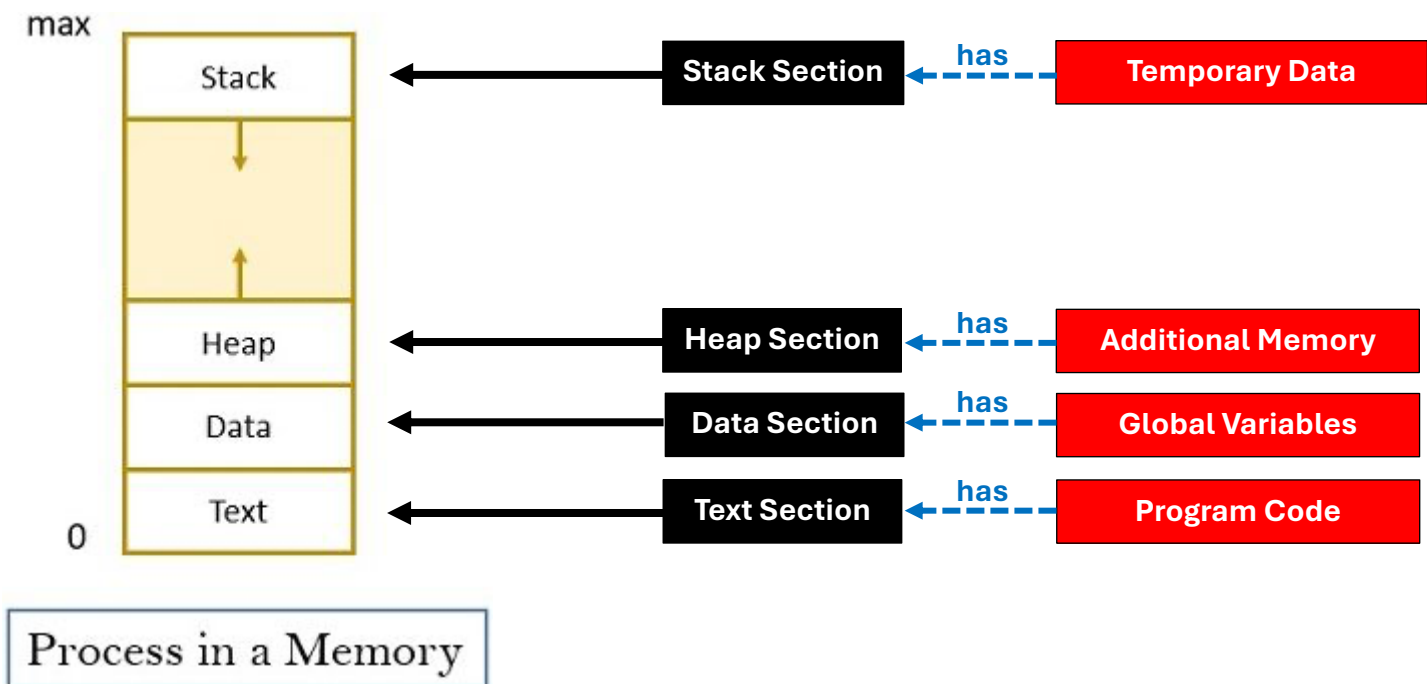 max
Stack
Stack Section
has
Temporary Data
Heap
Heap Section
has
Additional Memory
Data
Data Section
has
Global Variables
Text
Text Section
has
Program Code
0
Process in a Memory